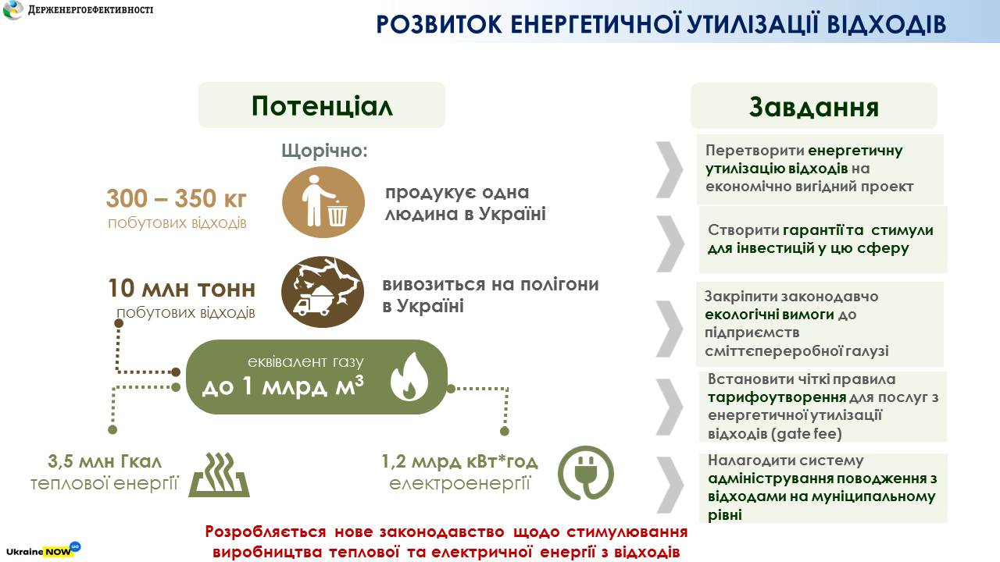 ДЕРЖЕНЕРГОЕФЕКТИВНОСТІ
РОЗВИТОК ЕНЕРГЕТИЧНОЇ УТИЛІЗАЦІЇ ВІДХОДІВ
Потенціал
Щорічно:
300 – 350 кг
побутових відходів
продукує одна
людина в Україні
10 млн тонн
побутових відходів
вивозиться на полігони
в Україні
еквівалент газу
до 1 млрд м³
3,5 млн Гкал
теплової енергії
1,2 млрд кВт*год
електроенергії
Завдання
Перетворити енергетичну
утилізацію відходів на
економічно вигідний проект
Створити гарантії та стимули
для інвестицій у цю сферу
Закріпити законодавчо
екологічні вимоги до
підприємств
сміттєпереробної галузі
Встановити чіткі правила
тарифоутворення для послуг з
енергетичної утилізації
відходів (gate fee)
Налагодити систему
адміністрування поводження з
відходами на муніципальному
рівні
Розробляється нове законодавство щодо стимулювання
виробництва теплової та електричної енергії з відходів
Ukraine NOW ua